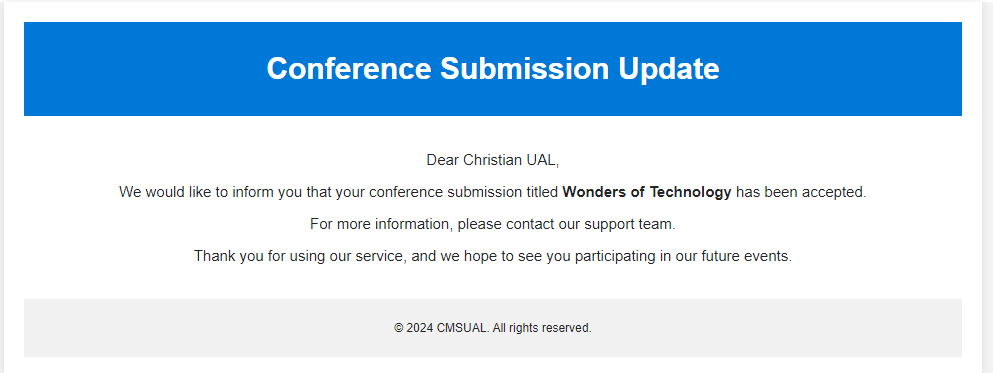 Conference Submission Update
Dear Christian UAL,
We would like to inform you that your conference submission titled Wonders of Technology has been accepted.
For more information, please contact our support team.
Thank you for using our service, and we hope to see you participating in our future events.
© 2024 CMSUAL. All rights reserved.